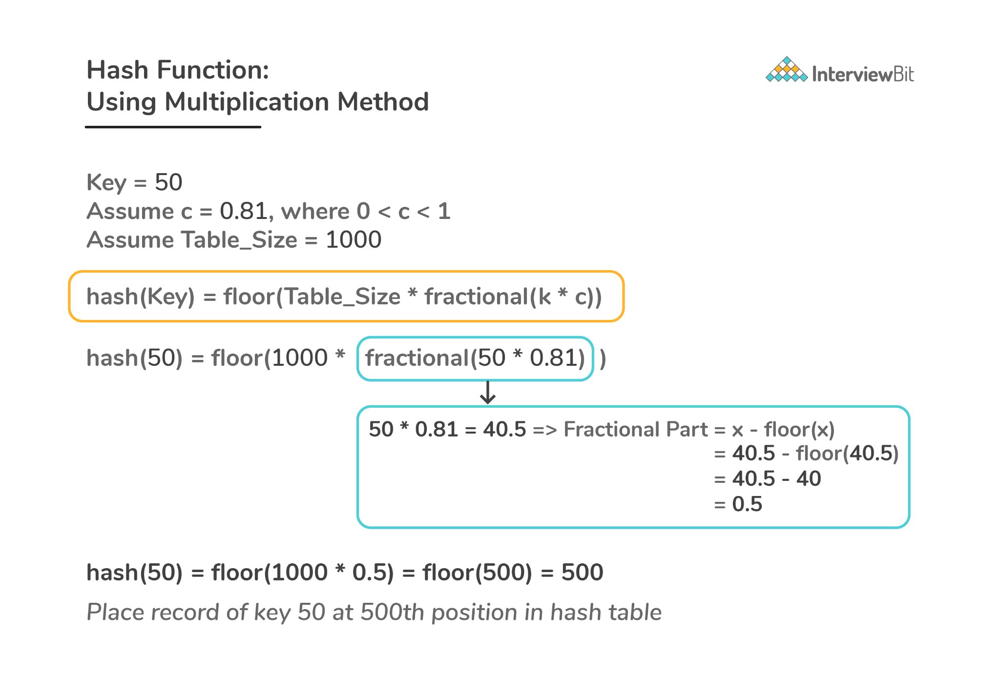 Hash Function:
Using Multiplication Method
InterviewBit
Key = 50
Assume c = 0.81, where 0 < c < 1
Assume Table_Size = 1000
hash(Key) = floor(Table_Size * fractional(k * c))
hash(50) = floor(1000 * fractional(50 * 0.81) )
50 * 0.81 = 40.5 => Fractional Part = x - floor(x)
= 40.5 - floor(40.5)
= 40.5 - 40
= 0.5
hash(50) = floor(1000 * 0.5) = floor(500) = 500
Place record of key 50 at 500th position in hash table